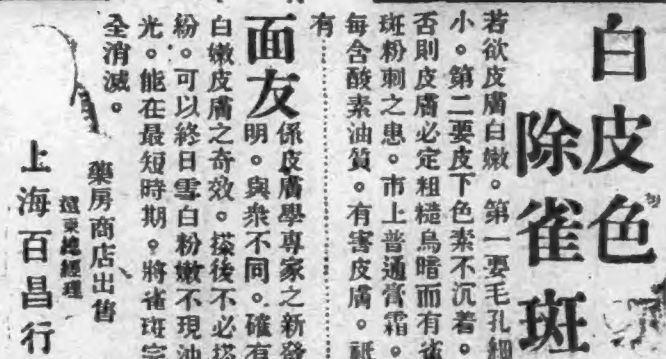 白皮色
除雀斑
若欲皮膚白嫩。第一要毛孔細
小。第二要皮下色素不沉着。
否則皮膚必定粗糙烏暗而有雀
斑粉刺之患。市上普通膏霜。
每含酸素油質。有害皮膚。祇
有
面友係皮膚學專家之新發
明。與衆不同。確有
白嫩皮膚之奇效。搽後不必搭
粉。可以終日雪白粉嫩不現油
光。能在最短時期。將雀斑完
全消滅。
藥房商店出售
遠東總經理
上海百昌行